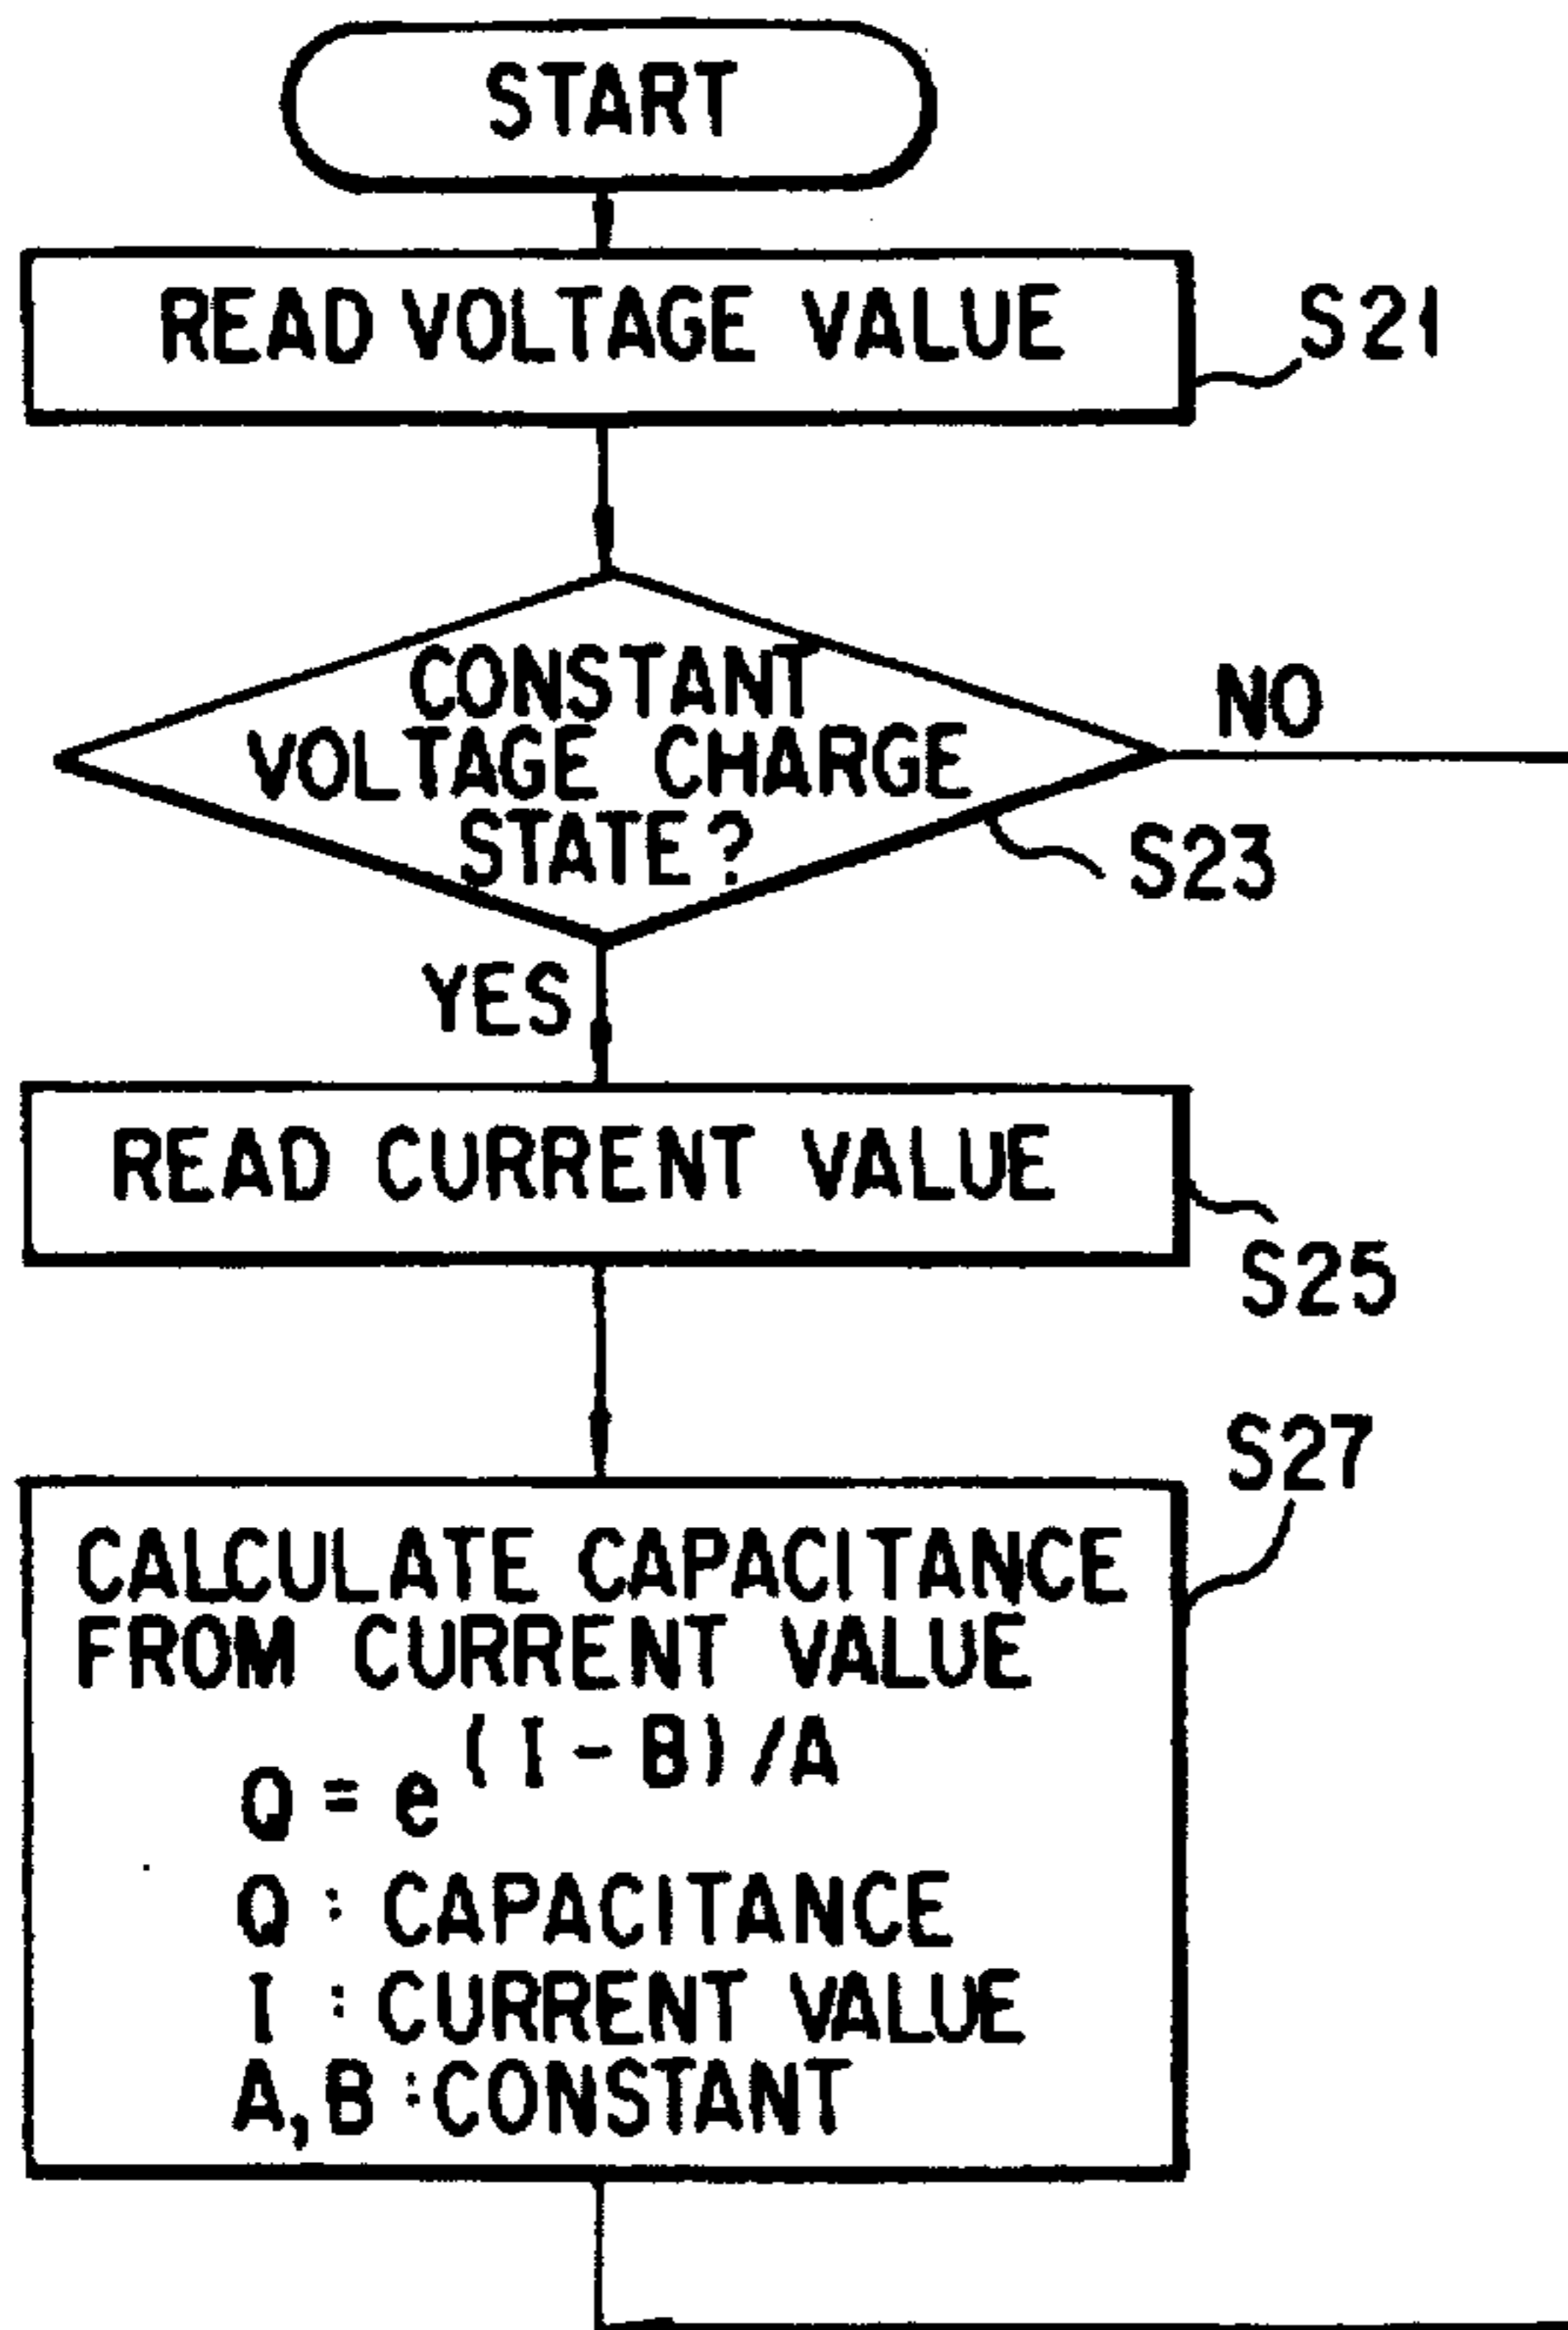 START
READ VOLTAGE VALUE
S21
CONSTANT
VOLTAGE CHARGE
STATE?
NO
S23
YES
READ CURRENT VALUE
S25
S27
CALCULATE CAPACITANCE
FROM CURRENT VALUE
Q = e^(I-B)/A
Q : CAPACITANCE
I : CURRENT VALUE
A,B : CONSTANT